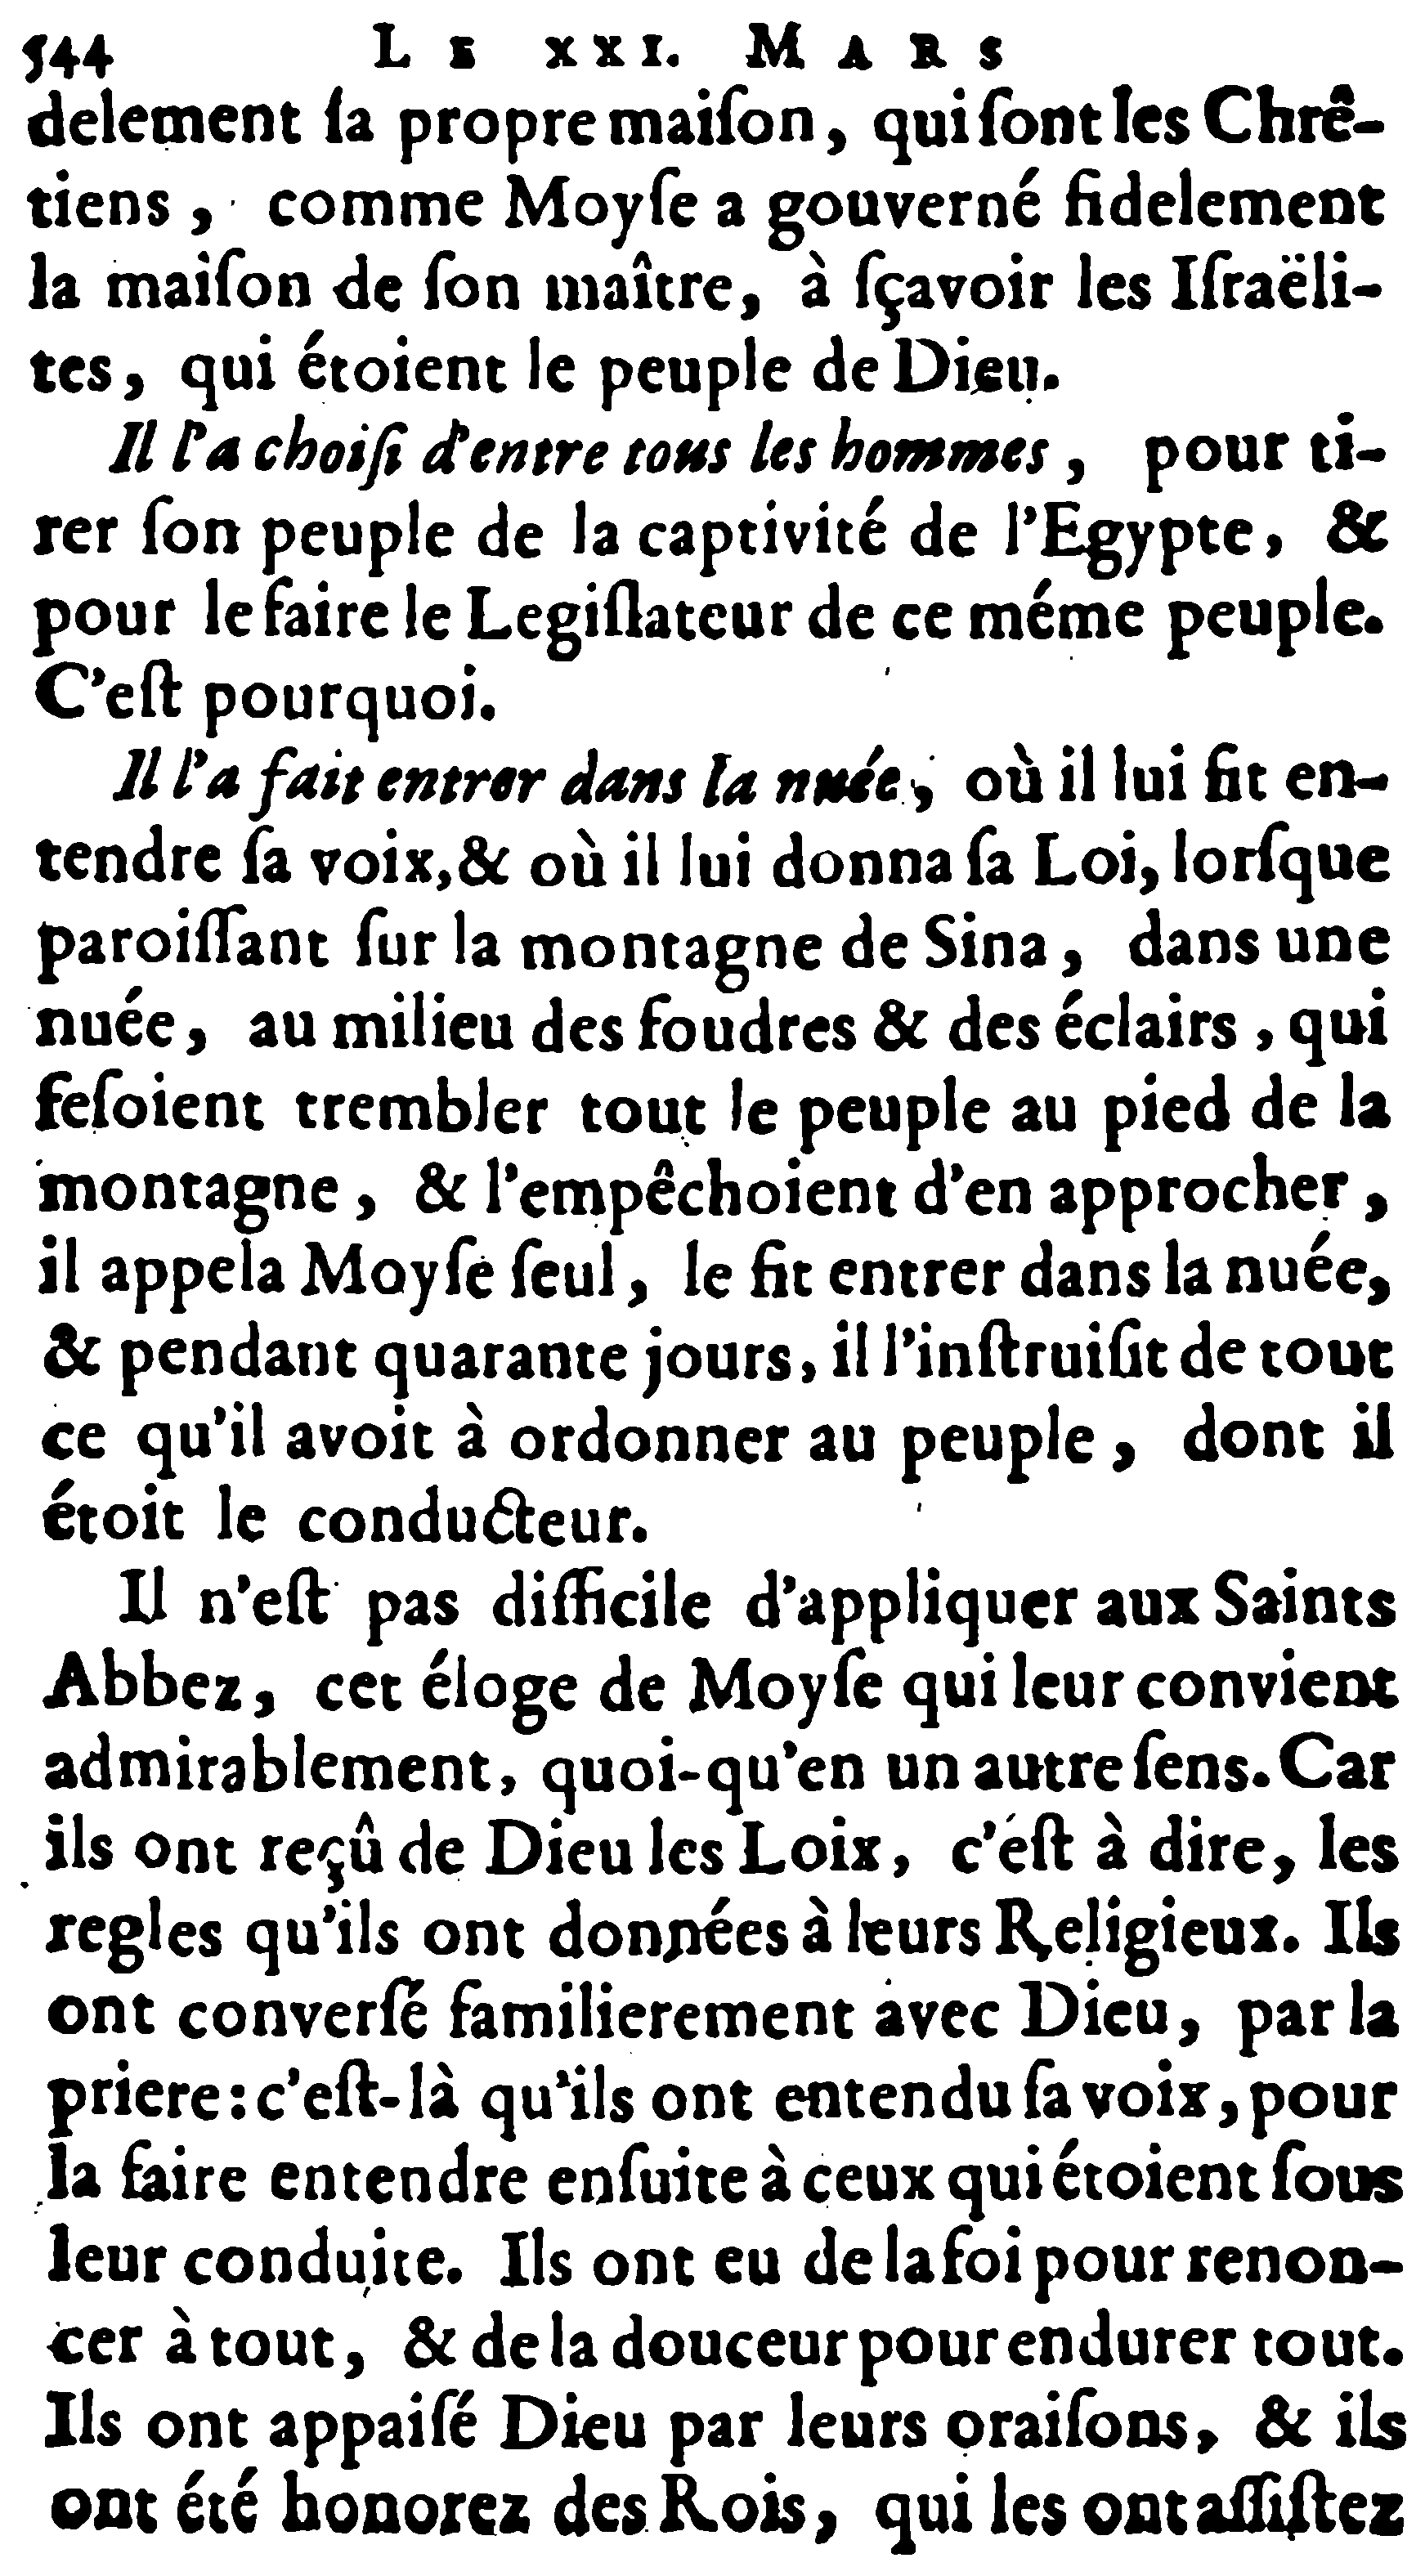 544 LE XXI. MARS
delement ſa propre maiſon, qui ſont les Chrê-
tiens, comme Moyſe a gouverné fidelement
la maiſon de ſon maître, à ſçavoir les Iſraëli-
tes, qui étoient le peuple de Dieu.
Il l'a choiſi d'entre tous les hommes, pour ti-
rer ſon peuple de la captivité de l'Egypte, &
pour le faire le Legiſlateur de ce méme peuple.
C'eſt pourquoi.
Il l'a fait entrer dans la nuée, où il lui fit en-
tendre ſa voix, & où il lui donna ſa Loi, lorſque
paroiſſant ſur la montagne de Sina, dans une
nuée, au milieu des foudres & des éclairs, qui
feſoient trembler tout le peuple au pied de la
montagne, & l'empêchoient d'en approcher,
il appela Moyſe ſeul, le fit entrer dans la nuée,
& pendant quarante jours, il l'inſtruiſit de tout
ce qu'il avoit à ordonner au peuple, dont il
étoit le conducteur.
Il n'eſt pas difficile d'appliquer aux Saints
Abbez, cet éloge de Moyſe qui leur convient
admirablement, quoi-qu'en un autre ſens. Car
ils ont reçû de Dieu les Loix, c'eſt à dire, les
regles qu'ils ont données à leurs Religieux. Ils
ont converſé familierement avec Dieu, par la
priere: c'eſt-là qu'ils ont entendu ſa voix, pour
la faire entendre enſuite à ceux qui étoient ſous
leur conduite. Ils ont eu de la foi pour renon-
cer à tout, & de la douceur pour endurer tout.
Ils ont appaiſé Dieu par leurs oraiſons, & ils
ont été honorez des Rois, qui les ont aſſiſtez